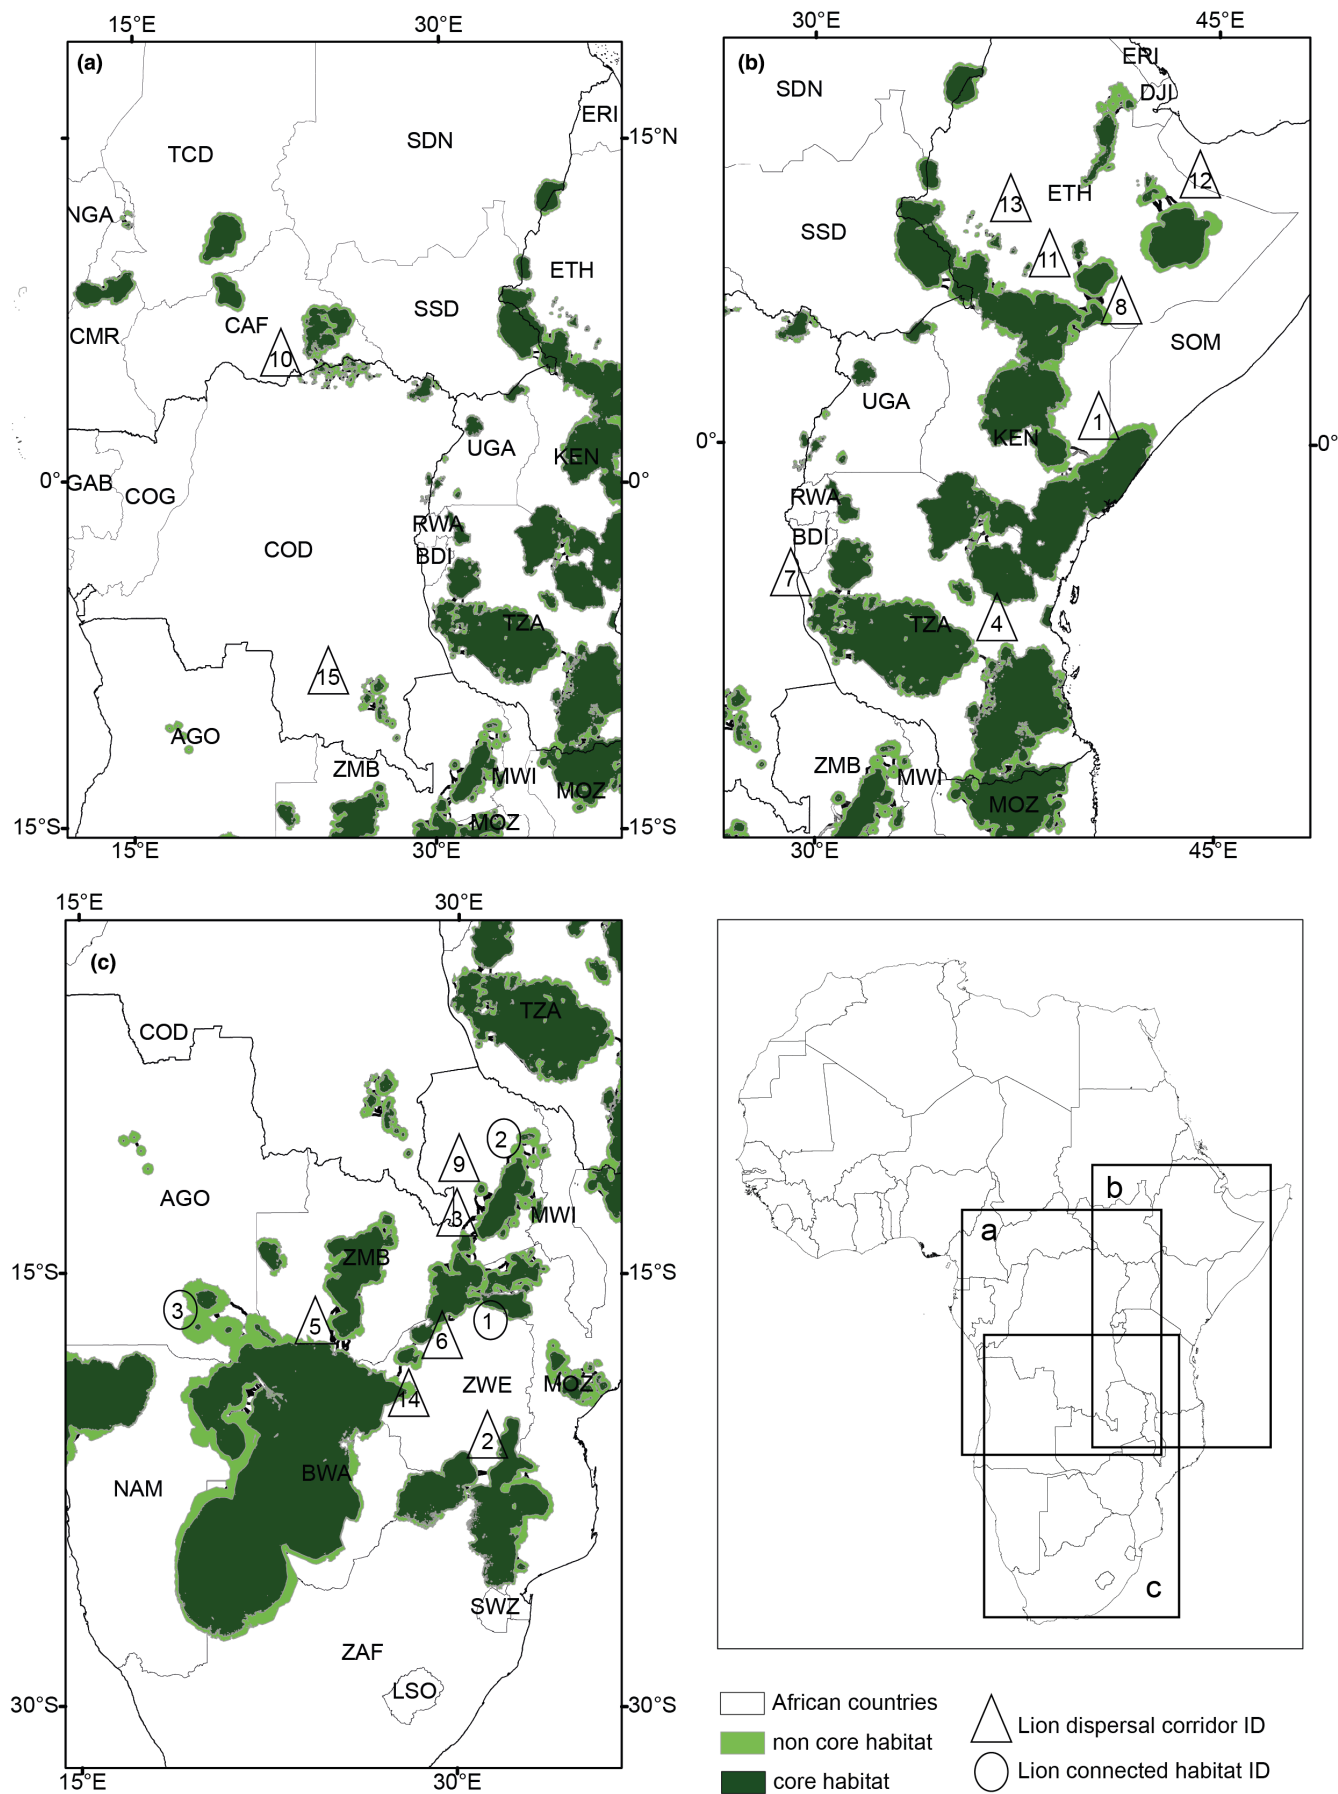 15°E 30°E
(a)
ERI
15°N
TCD SDN
NGA
ETH
SSD
CAF
CMR
10
UGA
KEN
0° GAB 0°
COG
RWA
COD BDI
TZA
15
AGO
ZMB MWI
MOZ
MOZ
15°S
15°E 30°E
30°E 45°E
(b)
ERI
SDN DJI
12
ETH
13
SSD
11
8
SOM
UGA
1
KEN
0° 0°
RWA
BDI
7
TZA 4
ZMB MWI
MOZ
30°E 45°E
15°E 30°E
(c)
TZA
COD
2
9
AGO
3 MWI
ZMB
15°S 15°S
3
5 1
6
ZWE MOZ
14
2
BWA
NAM
SWZ
ZAF
LSO
30°S 30°S
15°E 30°E
b
a
c
African countries
non core habitat
core habitat
Lion dispersal corridor ID
Lion connected habitat ID